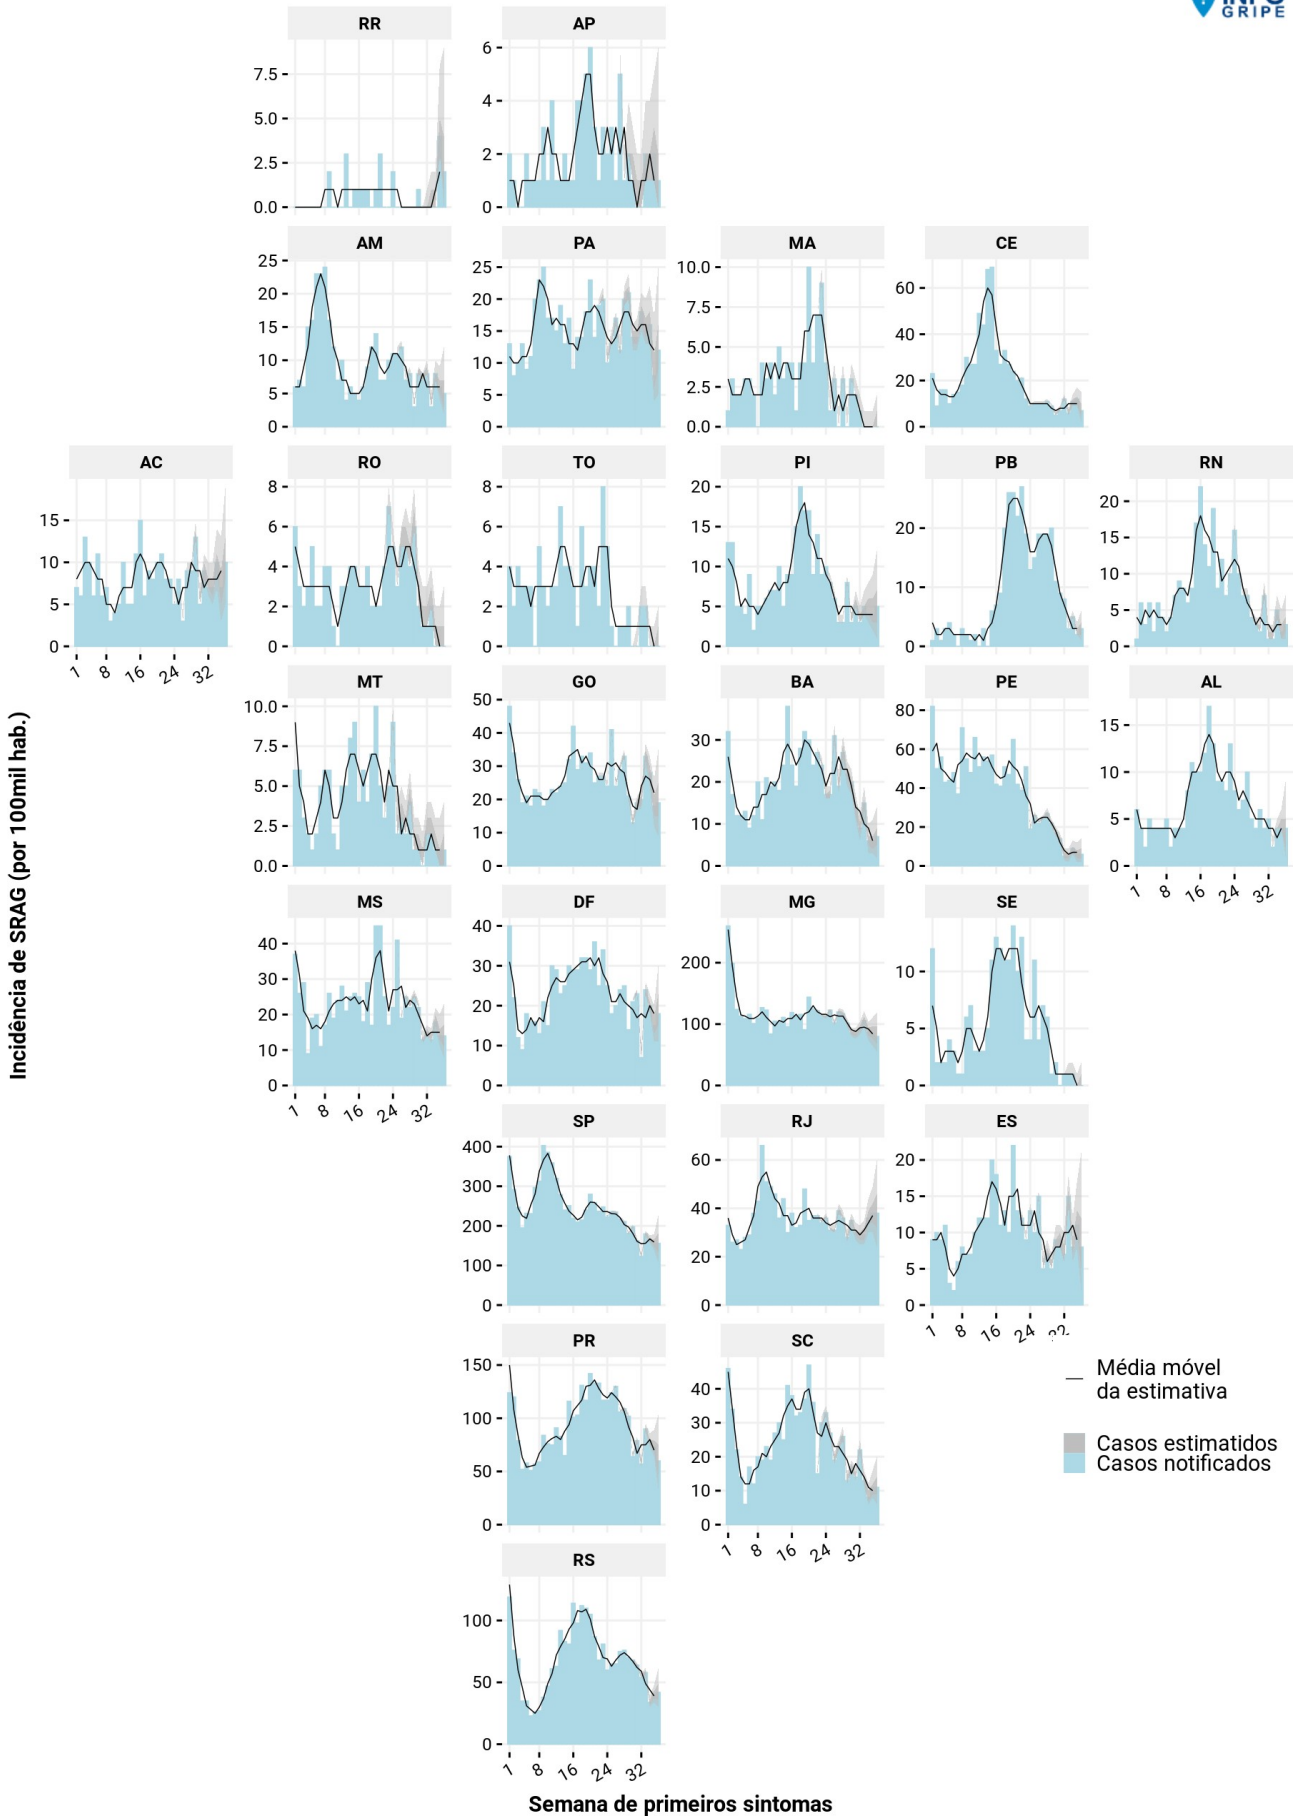 INFO
GRIPE
RR
AP
7.5
5.0
2.5
0.0
6
4
2
0
AM
PA
MA
CE
25
20
15
10
5
0
25
20
15
10
5
0
10.0
7.5
5.0
2.5
0.0
60
40
20
0
AC
RO
TO
PI
PB
RN
15
10
5
0
8
6
4
2
0
8
6
4
2
0
20
15
10
5
0
20
10
0
20
15
10
5
0
1 8 16 24 32
MT
GO
BA
PE
AL
10.0
7.5
5.0
2.5
0.0
50
40
30
20
10
0
30
20
10
0
80
60
40
20
0
15
10
5
0
1 8 16 24 32
Incidência de SRAG (por 100mil hab.)
MS
DF
MG
SE
40
30
20
10
0
40
30
20
10
0
200
100
0
10
5
0
1 8 16 24 32
SP
RJ
ES
400
300
200
100
0
60
40
20
0
20
15
10
5
0
1 8 16 24 32
PR
SC
150
100
50
0
40
30
20
10
0
1 8 16 24 32
Média móvel
da estimativa
Casos estimatidos
Casos notificados
RS
100
50
0
1 8 16 24 32
Semana de primeiros sintomas